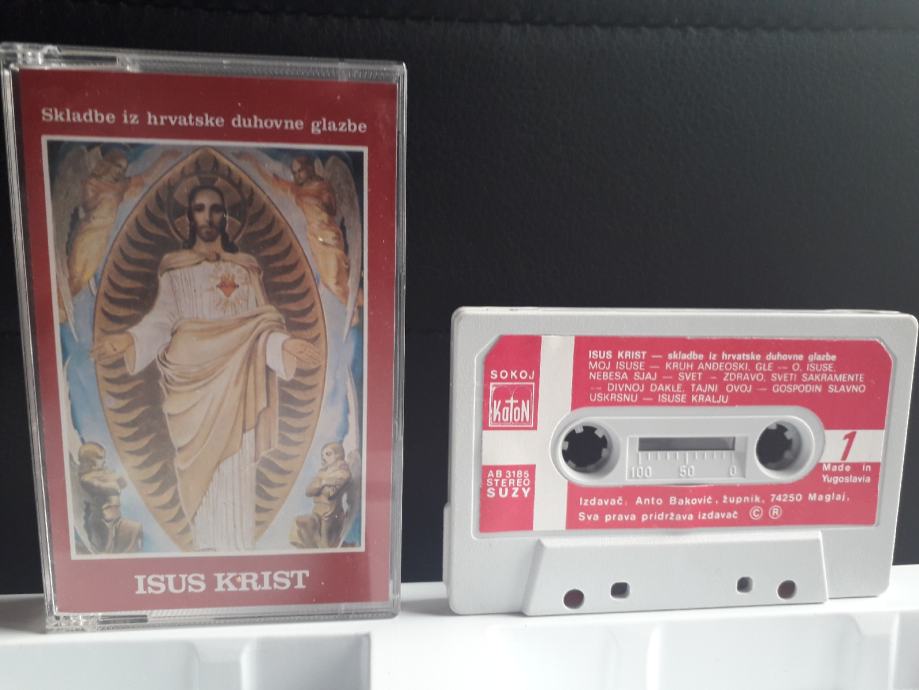 Skladbe iz hrvatske duhovne glazbe
ISUS KRIST
SOKOJ
KatoN
AB 3185
STEREO
SUZY
ISUS KRIST — skladbe iz hrvatske duhovne glazbe
MOJ ISUSE — KRUH ANĐEOSKI, GLE — O, ISUSE,
NEBESA SJAJ — SVET — ZDRAVO, SVETI SAKRAMENTE
— DIVNOJ DAKLE, TAJNI OVOJ — GOSPODIN SLAVNO
USKRSNU — ISUSE KRALJU
100 50 0
1
Made in
Yugoslavia
Izdavač, Anto Baković, župnik, 74250 Maglaj,
Sva prava pridržava izdavač © ®